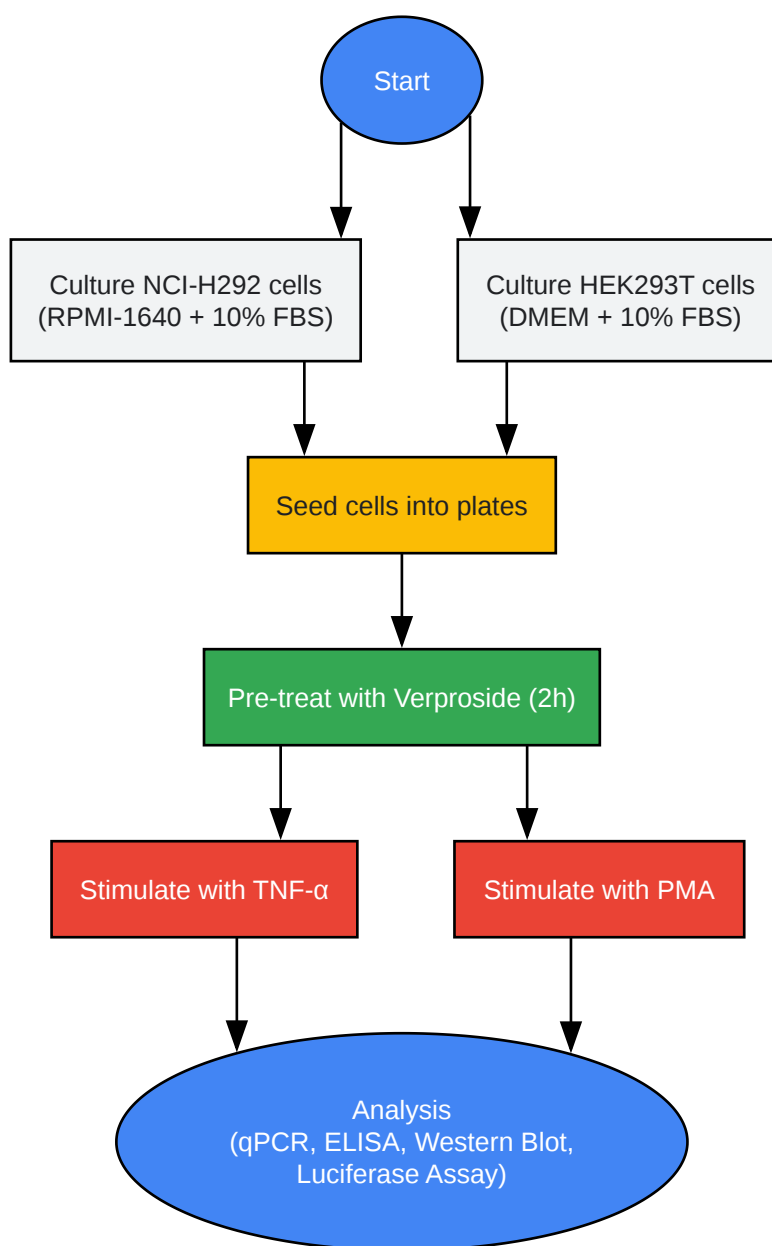 Start
Culture NCI-H292 cells
(RPMI-1640 + 10% FBS)
Culture HEK293T cells
(DMEM + 10% FBS)
Seed cells into plates
Pre-treat with Verproside (2h)
Stimulate with TNF-α
Stimulate with PMA
Analysis
(qPCR, ELISA, Western Blot,
Luciferase Assay)